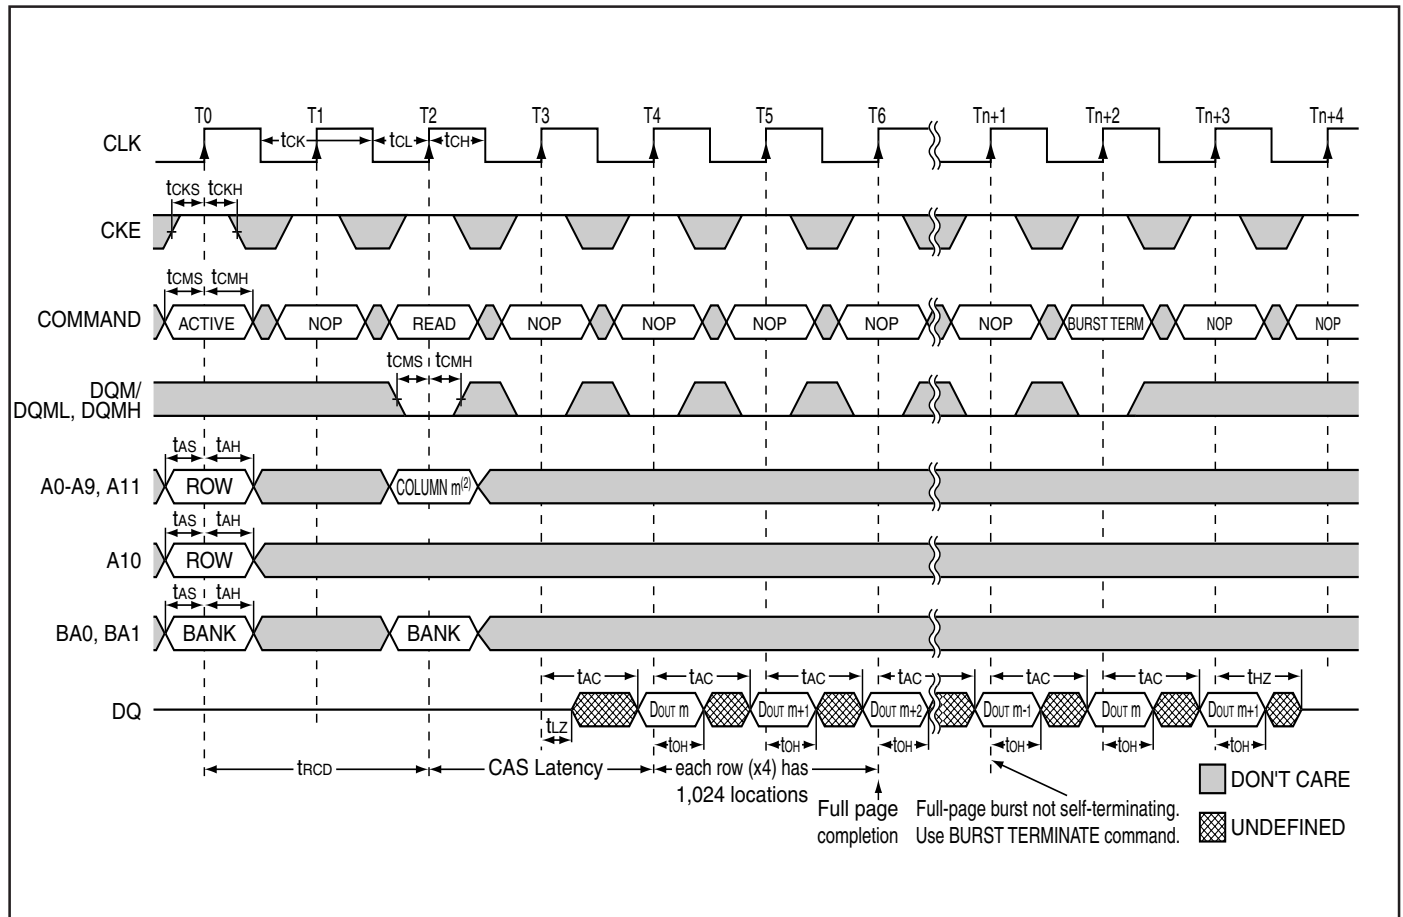 T0 T1 T2 T3 T4 T5 T6 Tn+1 Tn+2 Tn+3 Tn+4
CLK tCK tCL tCH
tCKS tCKH
CKE
tCMS tCMH
COMMAND ACTIVE NOP READ NOP NOP NOP NOP NOP BURST TERM NOP NOP
tCMS tCMH
DQM/
DQML, DQMH
tAS tAH
A0-A9, A11 ROW COLUMN m(2)
tAS tAH
A10 ROW
tAS tAH
BA0, BA1 BANK BANK
tAC tAC tAC tAC tAC tAC tHZ
DQ DOUT m DOUT m+1 DOUT m+2 DOUT m-1 DOUT m DOUT m+1
tLZ tOH tOH tOH tOH tOH tOH
tRCD CAS Latency each row (x4) has
1,024 locations
Full page
completion
Full-page burst not self-terminating.
Use BURST TERMINATE command.
DON'T CARE
UNDEFINED